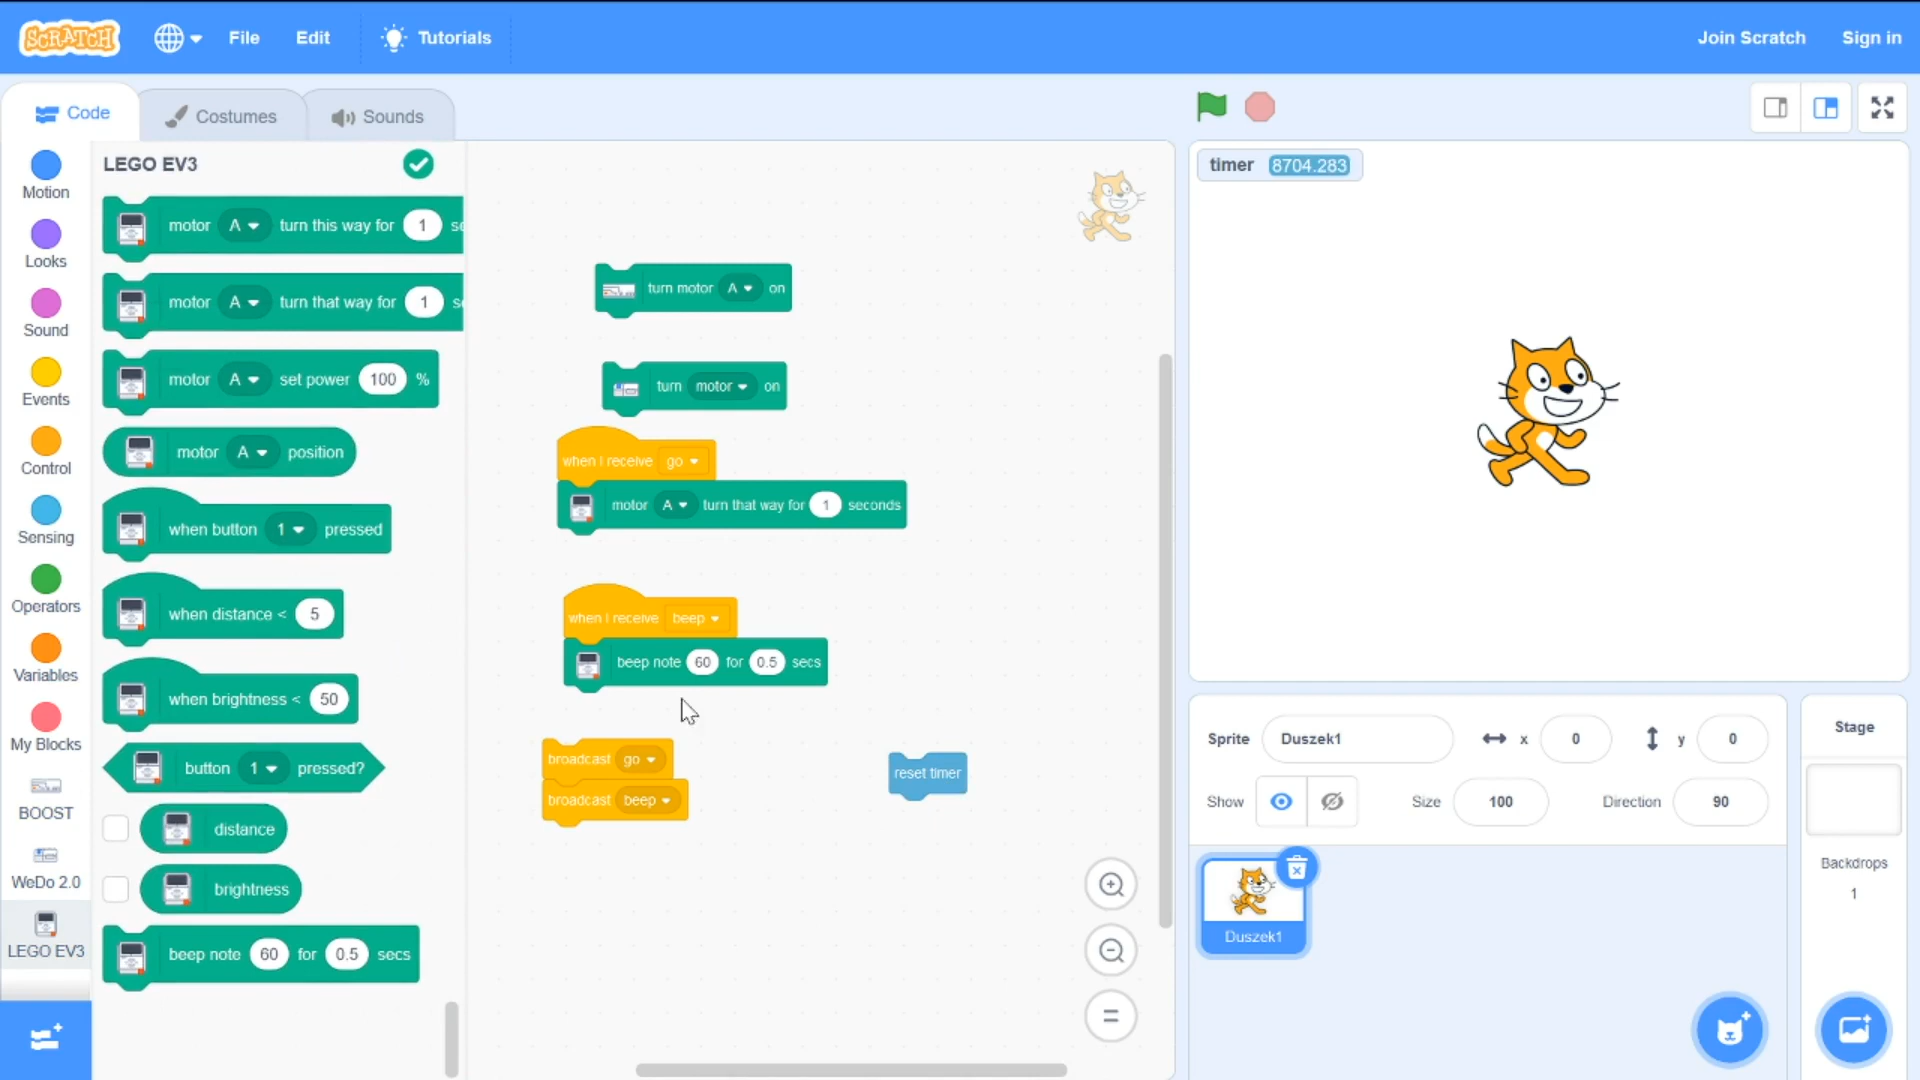 SCRATCH File Edit Tutorials Join Scratch Sign in
Code Costumes Sounds
Motion
Looks
Sound
Events
Control
Sensing
Operators
Variables
My Blocks
BOOST
WeDo 2.0
LEGO EV3
LEGO EV3
motor A turn this way for 1 se
motor A turn that way for 1 s
motor A set power 100 %
motor A position
when button 1 pressed
when distance < 5
when brightness < 50
button 1 pressed?
distance
brightness
beep note 60 for 0.5 secs
turn motor A on
turn motor on
when I receive go
motor A turn that way for 1 seconds
when I receive beep
beep note 60 for 0.5 secs
broadcast go
broadcast beep
reset timer
timer 8704.283
Sprite Duszek1 x 0 y 0
Show Size 100 Direction 90
Duszek1
Stage
Backdrops
1